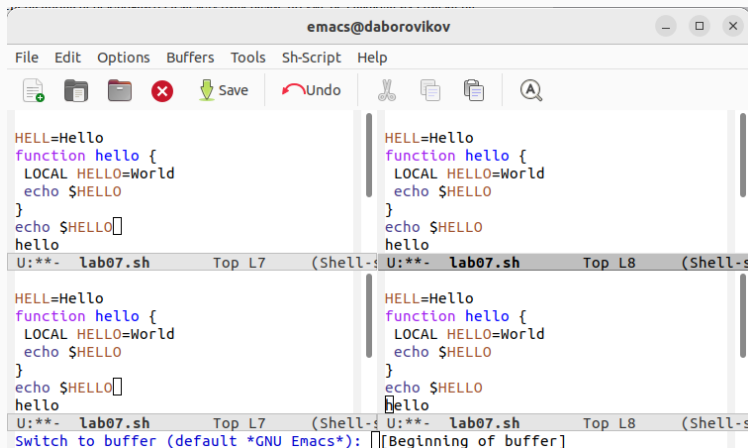 emacs@daborovikov
File Edit Options Buffers Tools Sh-Script Help
Save Undo
HELL=Hello
function hello {
LOCAL HELLO=World
echo $HELLO
}
echo $HELLO
hello
U:**- lab07.sh Top L7 (Shell-s
HELL=Hello
function hello {
LOCAL HELLO=World
echo $HELLO
}
echo $HELLO
hello
U:**- lab07.sh Top L8 (Shell-s
HELL=Hello
function hello {
LOCAL HELLO=World
echo $HELLO
}
echo $HELLO
hello
U:**- lab07.sh Top L7 (Shell-s
HELL=Hello
function hello {
LOCAL HELLO=World
echo $HELLO
}
echo $HELLO
hello
U:**- lab07.sh Top L8 (Shell-s
Switch to buffer (default *GNU Emacs*): [Beginning of buffer]